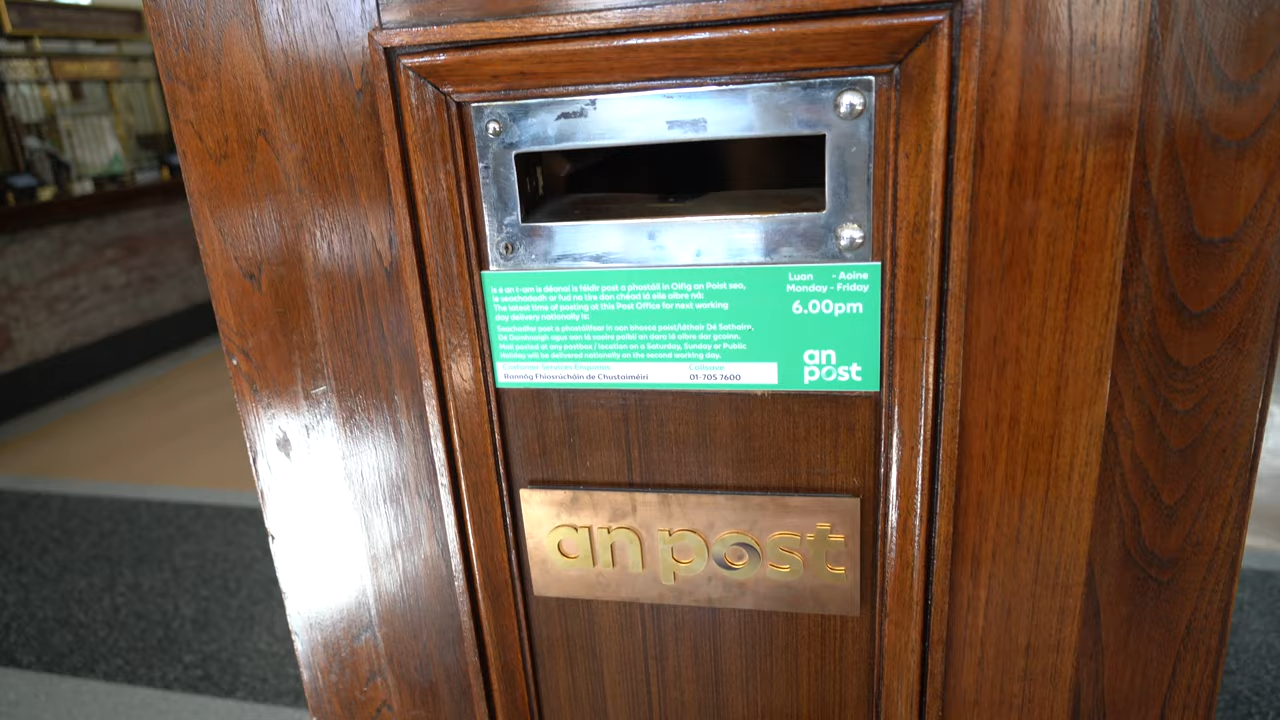 Is é an t-am is déanaí is féidir post a phostáil in Oifig an Poist seo,
le seachadadh ar fud na tíre don chéad lá eile oibre ná:
The latest time of posting at this Post Office for next working
day delivery nationally is:
Seachadfar post a phostáiltear in aon bhosca poist/láthair Dé Sathairn,
Dé Domhnaigh agus aon lá saoire poiblí an dara lá oibre dár gcionn.
Mail posted at any postbox / location on a Saturday, Sunday or Public
Holiday will be delivered nationally on the second working day.
Customer Services Enquiries
Rannóg Fhiosrúcháin do Chustaiméirí
01-705 7600
Luan - Aoine
Monday - Friday
6.00pm
an
post
an post